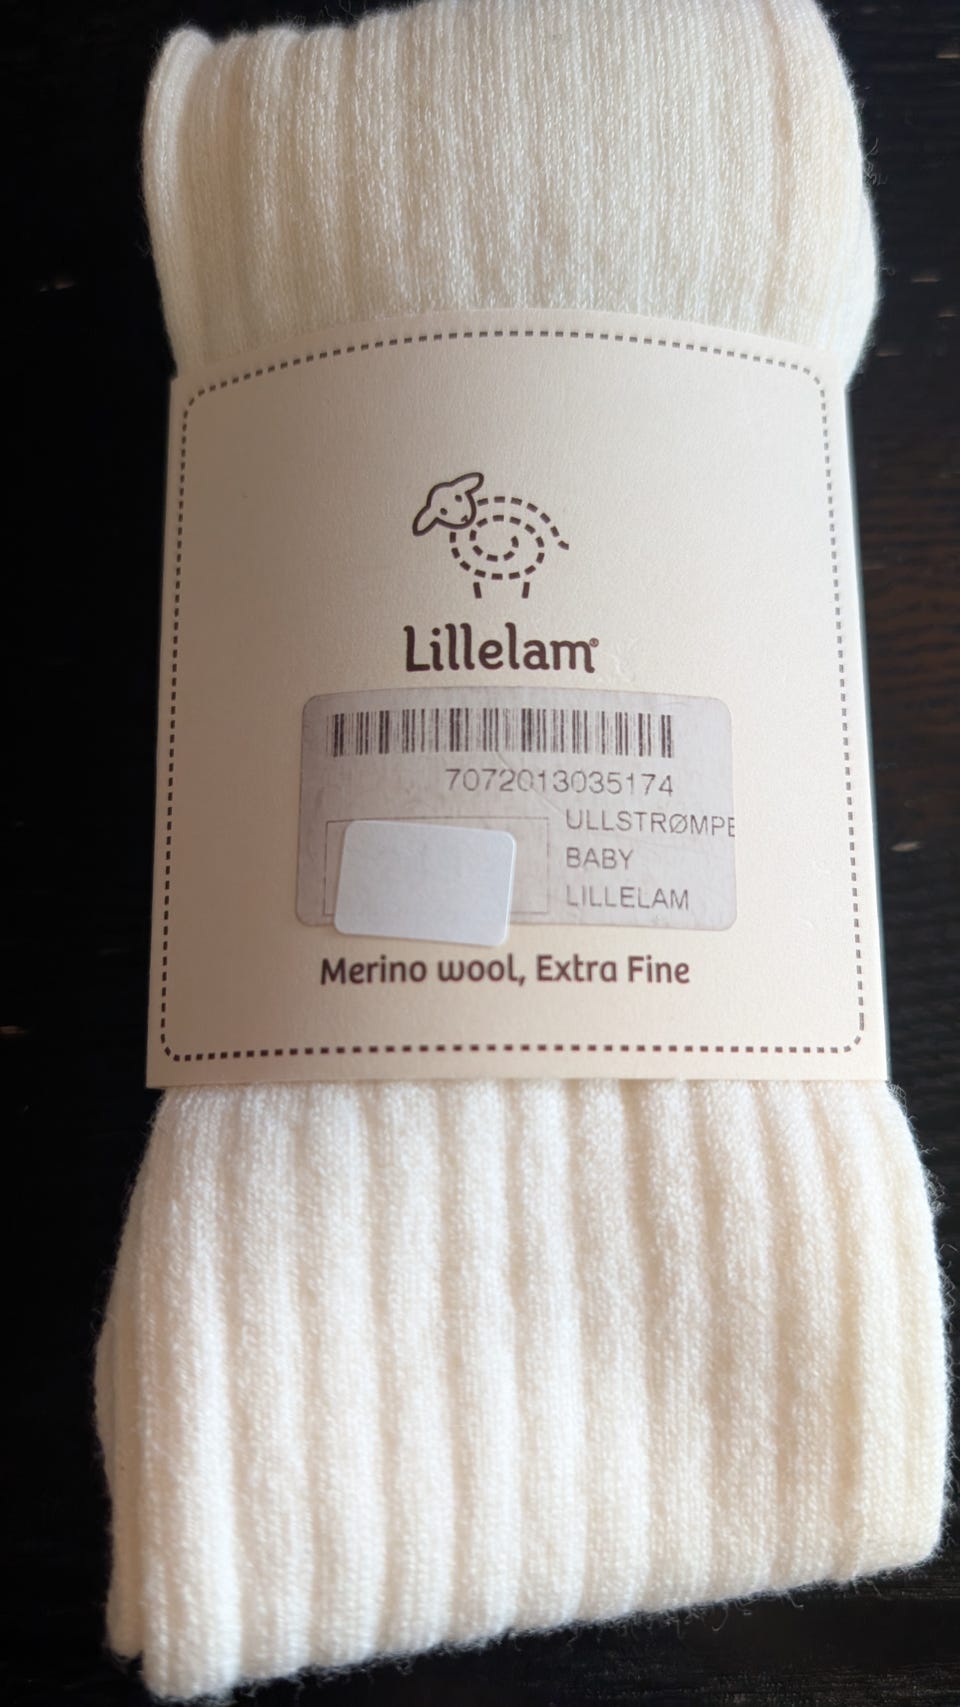 Lillelam®
7072013035174
ULLSTRØMPE
BABY
LILLELAM
Merino wool, Extra Fine